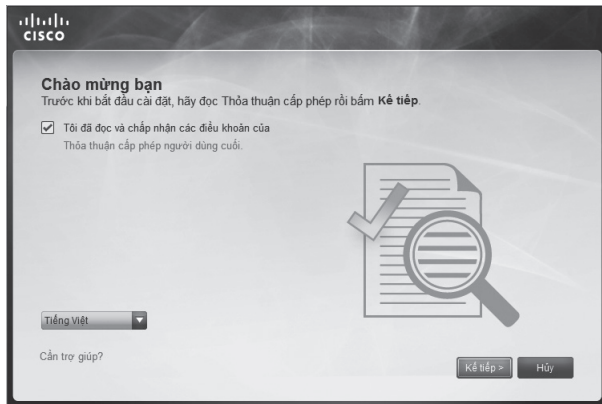 CISCO
Chào mừng bạn
Trước khi bắt đầu cài đặt, hãy đọc Thỏa thuận cấp phép rồi bấm Kế tiếp.
Tôi đã đọc và chấp nhận các điều khoản của
Thỏa thuận cấp phép người dùng cuối.
Tiếng Việt
Cần trợ giúp?
Kế tiếp >
Hủy